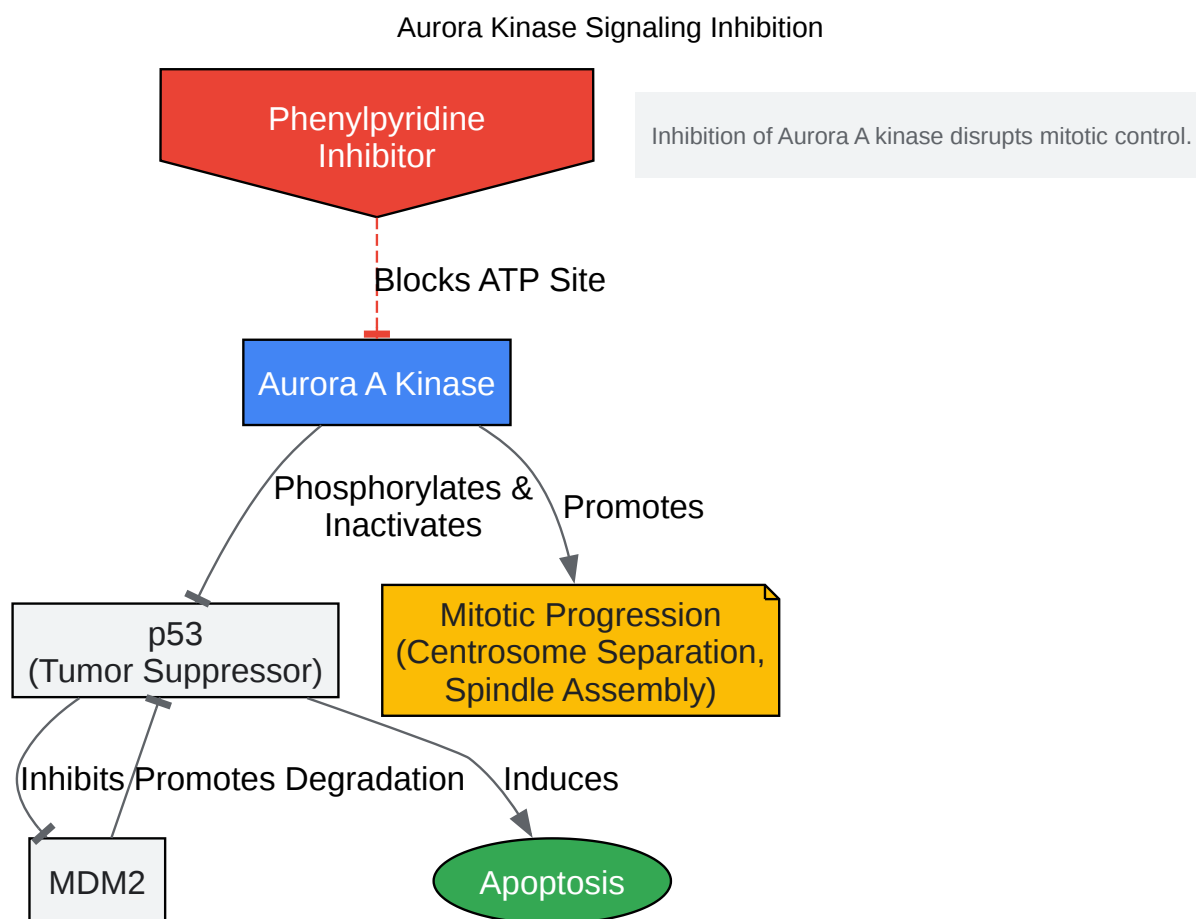 Aurora Kinase Signaling Inhibition
Phenylpyridine
Inhibitor
Inhibition of Aurora A kinase disrupts mitotic control.
Blocks ATP Site
Aurora A Kinase
Phosphorylates &
Inactivates
Promotes
p53
(Tumor Suppressor)
Mitotic Progression
(Centrosome Separation,
Spindle Assembly)
Inhibits
Promotes Degradation
Induces
MDM2
Apoptosis